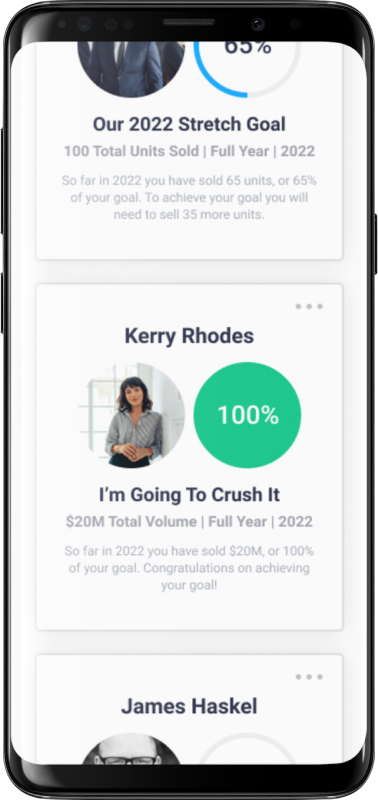 65%
Our 2022 Stretch Goal
100 Total Units Sold | Full Year | 2022
So far in 2022 you have sold 65 units, or 65%
of your goal. To achieve your goal you will
need to sell 35 more units.
Kerry Rhodes
100%
I'm Going To Crush It
$20M Total Volume | Full Year | 2022
So far in 2022 you have sold $20M, or 100%
of your goal. Congratulations on achieving
your goal!
James Haskel